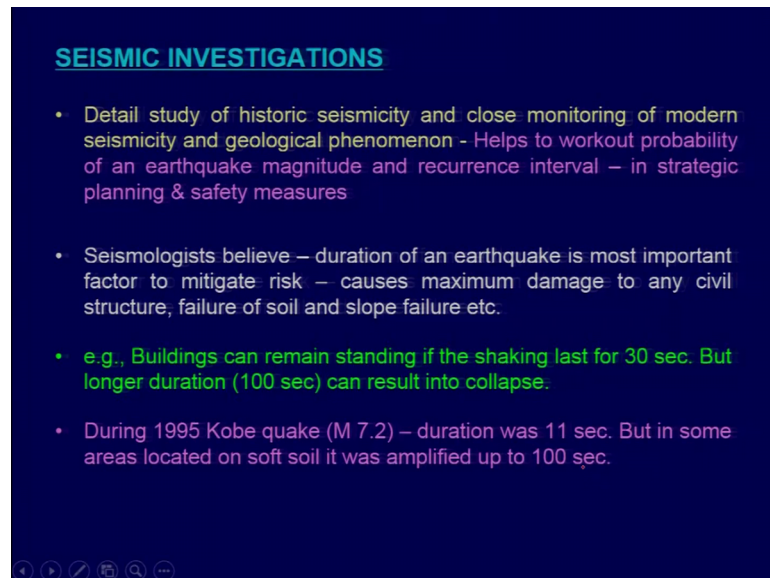 SEISMIC INVESTIGATIONS
• Detail study of historic seismicity and close monitoring of modern
seismicity and geological phenomenon - Helps to workout probability
of an earthquake magnitude and recurrence interval – in strategic
planning & safety measures
• Seismologists believe – duration of an earthquake is most important
factor to mitigate risk – causes maximum damage to any civil
structure, failure of soil and slope failure etc.
• e.g., Buildings can remain standing if the shaking last for 30 sec. But
longer duration (100 sec) can result into collapse.
• During 1995 Kobe quake (M 7.2) – duration was 11 sec. But in some
areas located on soft soil it was amplified up to 100 sec.